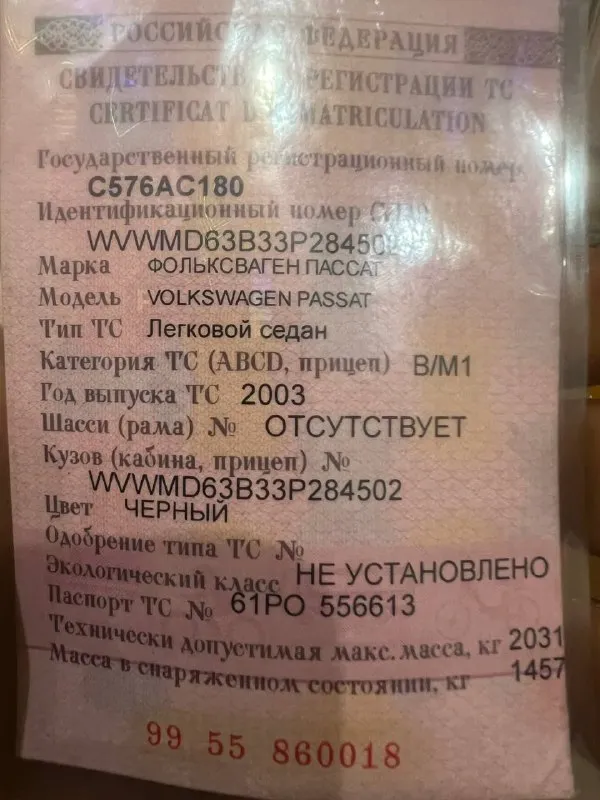 РОССИЙСКАЯ ФЕДЕРАЦИЯ
СВИДЕТЕЛЬСТВО РЕГИСТРАЦИИ ТС
CERTIFICAT D'IMMATRICULATION
Государственный регистрационный номер
С576АС180
Идентификационный номер (VIN)
WVWMD63B33P284502
Марка ФОЛЬКСВАГЕН ПАССАТ
Модель VOLKSWAGEN PASSAT
Тип ТС Легковой седан
Категория ТС (ABCD, прицеп) B/M1
Год выпуска ТС 2003
Шасси (рама) № ОТСУТСТВУЕТ
Кузов (кабина, прицеп) №
WVWMD63B33P284502
Цвет ЧЕРНЫЙ
Одобрение типа ТС №
Экологический класс НЕ УСТАНОВЛЕНО
Паспорт ТС № 61РО 556613
Технически допустимая макс. масса, кг 2031
Масса в снаряженном состоянии, кг 1457
99 55 860018